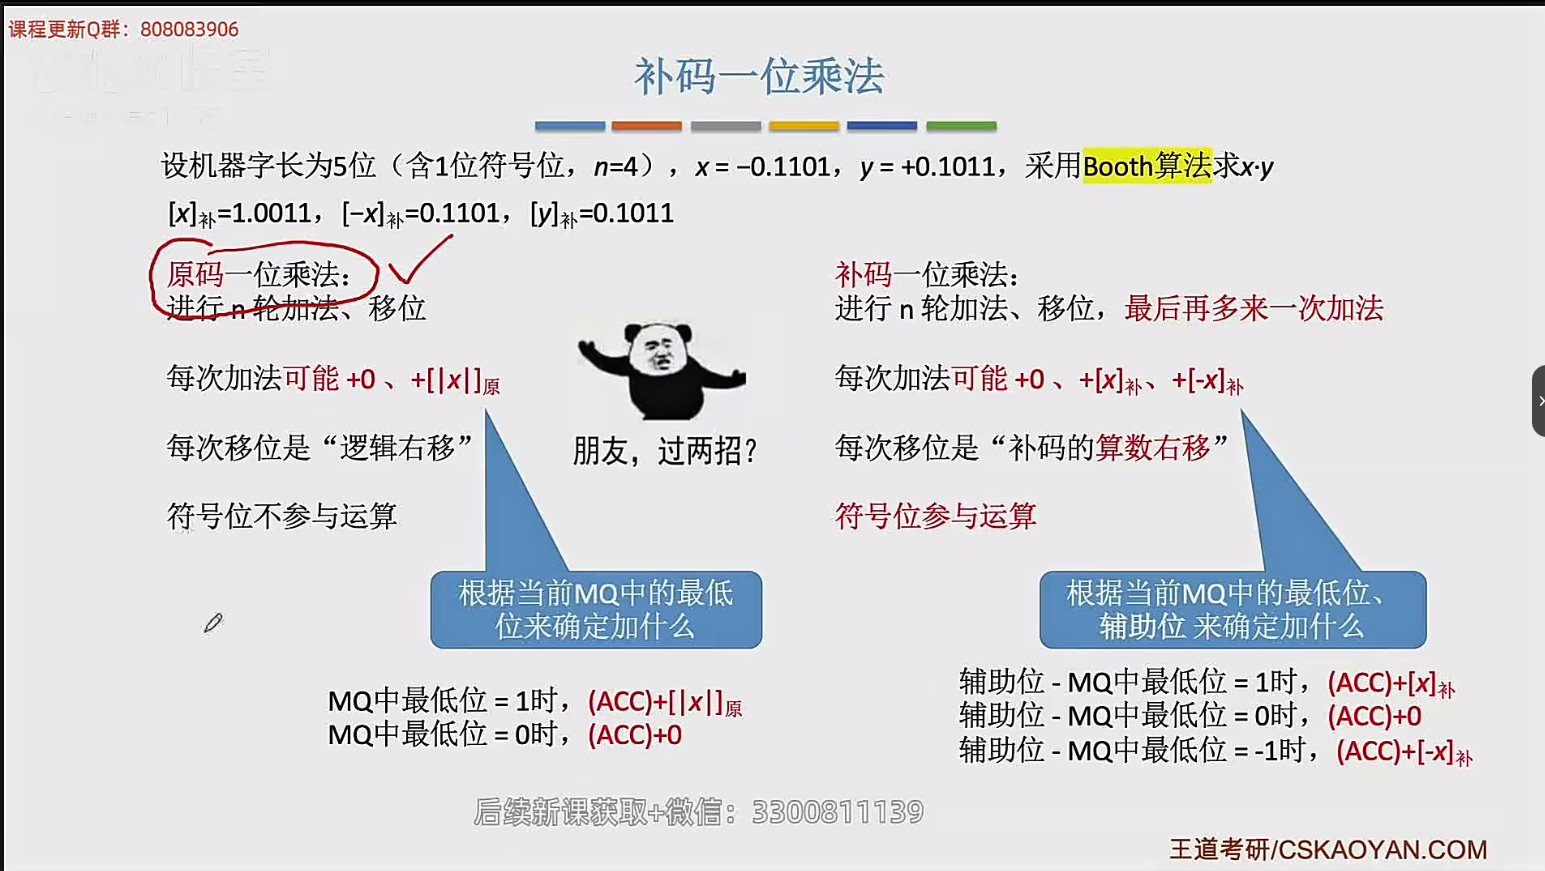 课程更新Q群：808083906
补码一位乘法
设机器字长为5位（含1位符号位，n=4），x = −0.1101，y = +0.1011，采用Booth算法求x·y
[x]补=1.0011，[−x]补=0.1101，[y]补=0.1011
原码一位乘法：
进行 n 轮加法、移位
每次加法可能 +0 、+[|x|]原
每次移位是“逻辑右移”
符号位不参与运算
根据当前MQ中的最低
位来确定加什么
MQ中最低位 = 1时，(ACC)+[|x|]原
MQ中最低位 = 0时，(ACC)+0
朋友，过两招？
补码一位乘法：
进行 n 轮加法、移位，最后再多来一次加法
每次加法可能 +0 、+[x]补、+[-x]补
每次移位是“补码的算数右移”
符号位参与运算
根据当前MQ中的最低位、
辅助位 来确定加什么
辅助位 - MQ中最低位 = 1时，(ACC)+[x]补
辅助位 - MQ中最低位 = 0时，(ACC)+0
辅助位 - MQ中最低位 = -1时，(ACC)+[-x]补
后续新课获取+微信：3300811139
王道考研/CSKAOYAN.COM